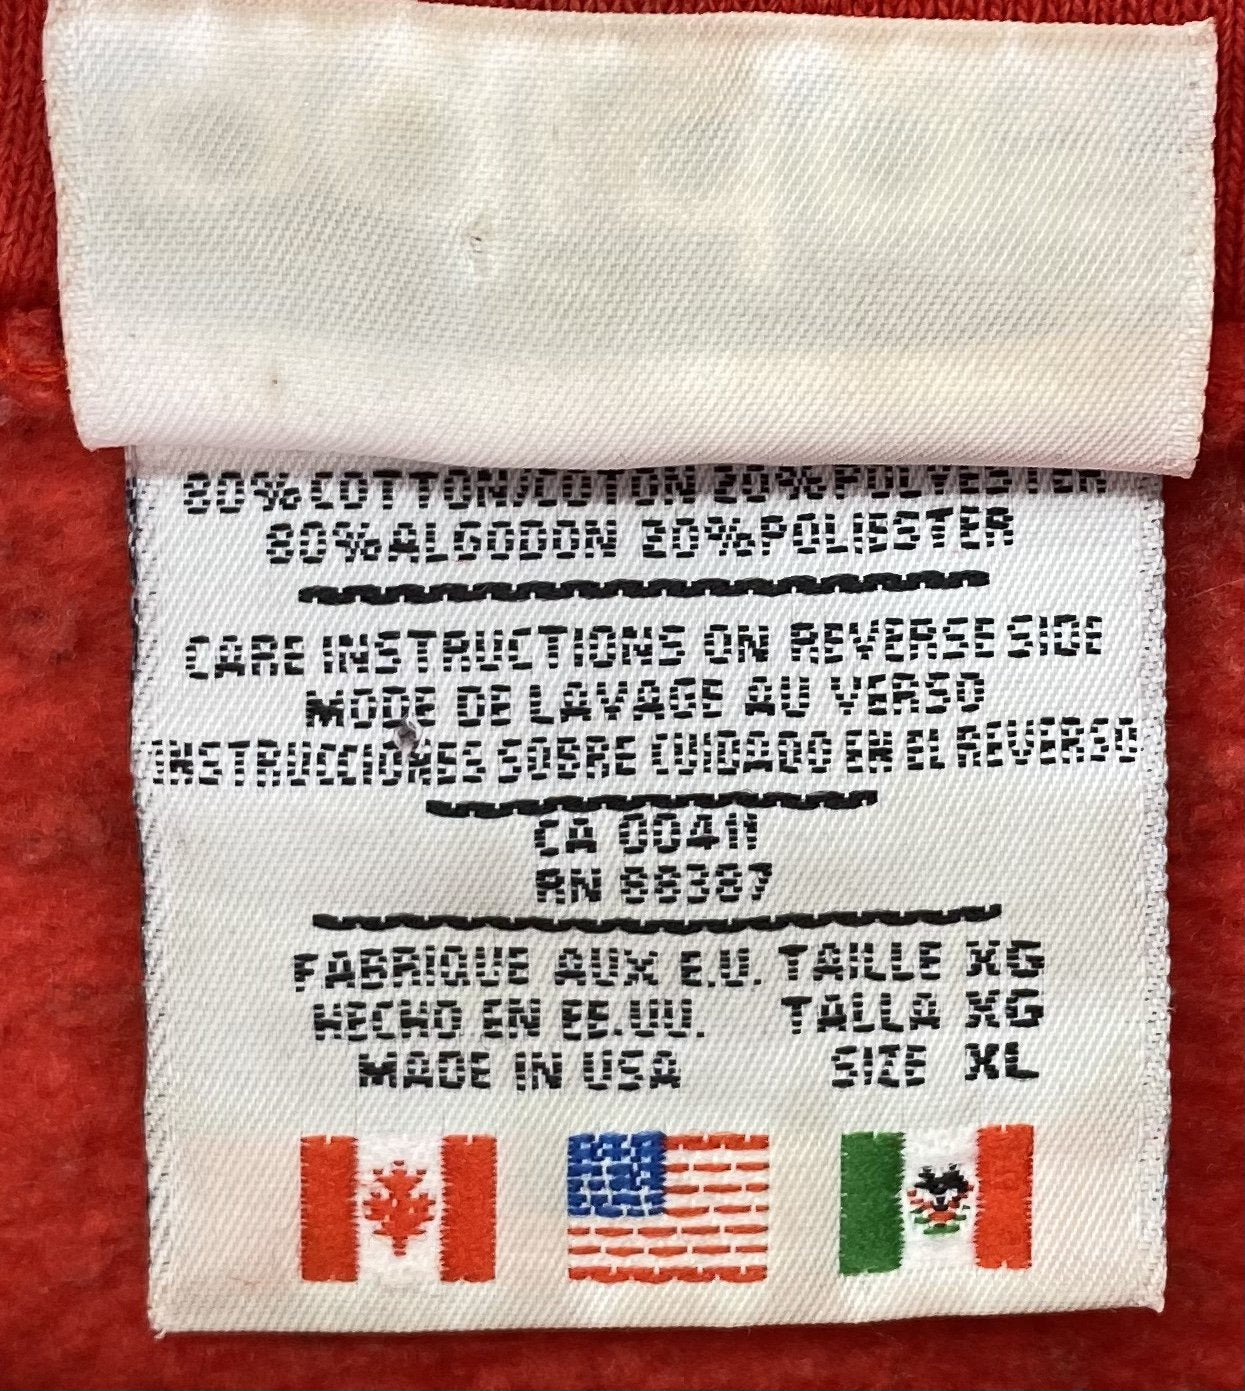 80% COTTON/COTON 20% POLYESTER
80% ALGODON 20% POLIESTER
CARE INSTRUCTIONS ON REVERSE SIDE
MODE DE LAVAGE AU VERSO
INSTRUCCIONES SOBRE CUIDADO EN EL REVERSO
CA 00411
RN 88387
FABRIQUE AUX E.U. TAILLE XG
HECHO EN EE.UU. TALLA XG
MADE IN USA SIZE XL